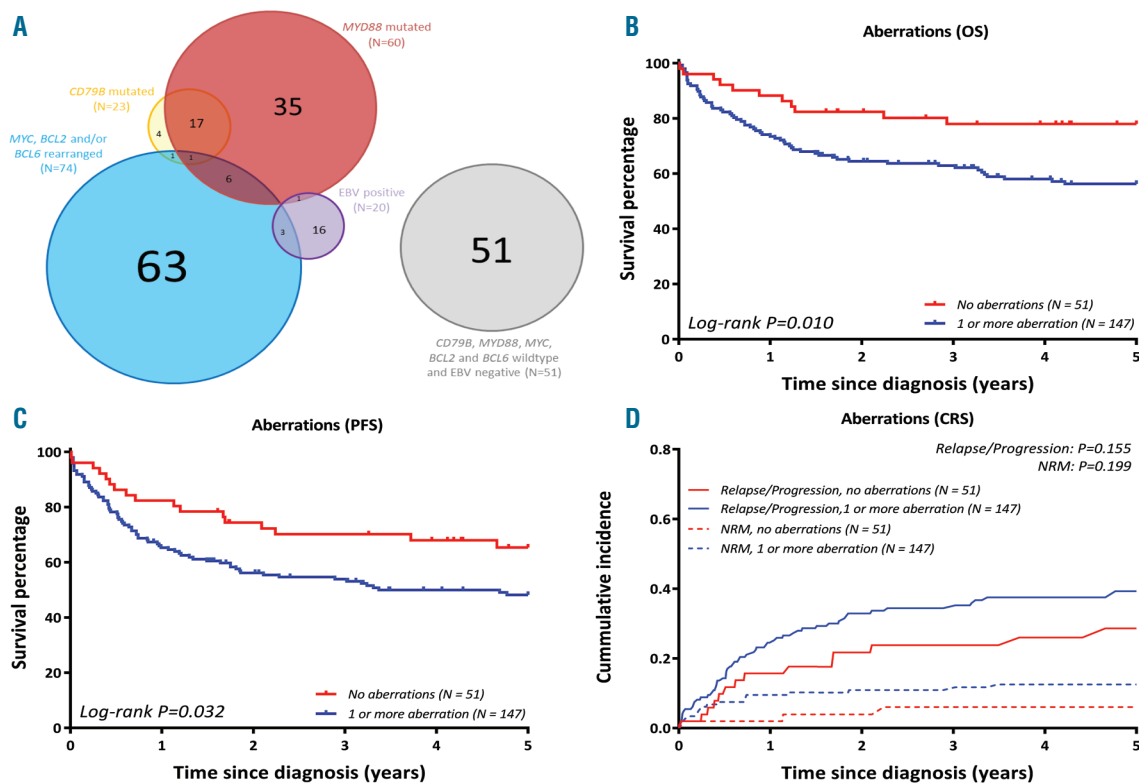 A
MYD88 mutated
(N=60)
CD79B mutated
(N=23)
MYC, BCL2 and/or
BCL6 rearranged
(N=74)
35
17
4
1
1
6
1
EBV positive
(N=20)
3
16
63
51
CD79B, MYD88, MYC,
BCL2 and BCL6 wildtype
and EBV negative (N=51)
B
Aberrations (OS)
Survival percentage
100
80
60
40
20
0
No aberrations (N = 51)
1 or more aberration (N = 147)
Log-rank P=0.010
0 1 2 3 4 5
Time since diagnosis (years)
C
Aberrations (PFS)
Survival percentage
100
80
60
40
20
0
No aberrations (N = 51)
1 or more aberration (N = 147)
Log-rank P=0.032
0 1 2 3 4 5
Time since diagnosis (years)
D
Aberrations (CRS)
Cummulative incidence
0.8
0.6
0.4
0.2
0.0
Relapse/Progression: P=0.155
NRM: P=0.199
Relapse/Progression, no aberrations (N = 51)
Relapse/Progression,1 or more aberration (N = 147)
NRM, no aberrations (N = 51)
NRM, 1 or more aberration (N = 147)
0 1 2 3 4 5
Time since diagnosis (years)